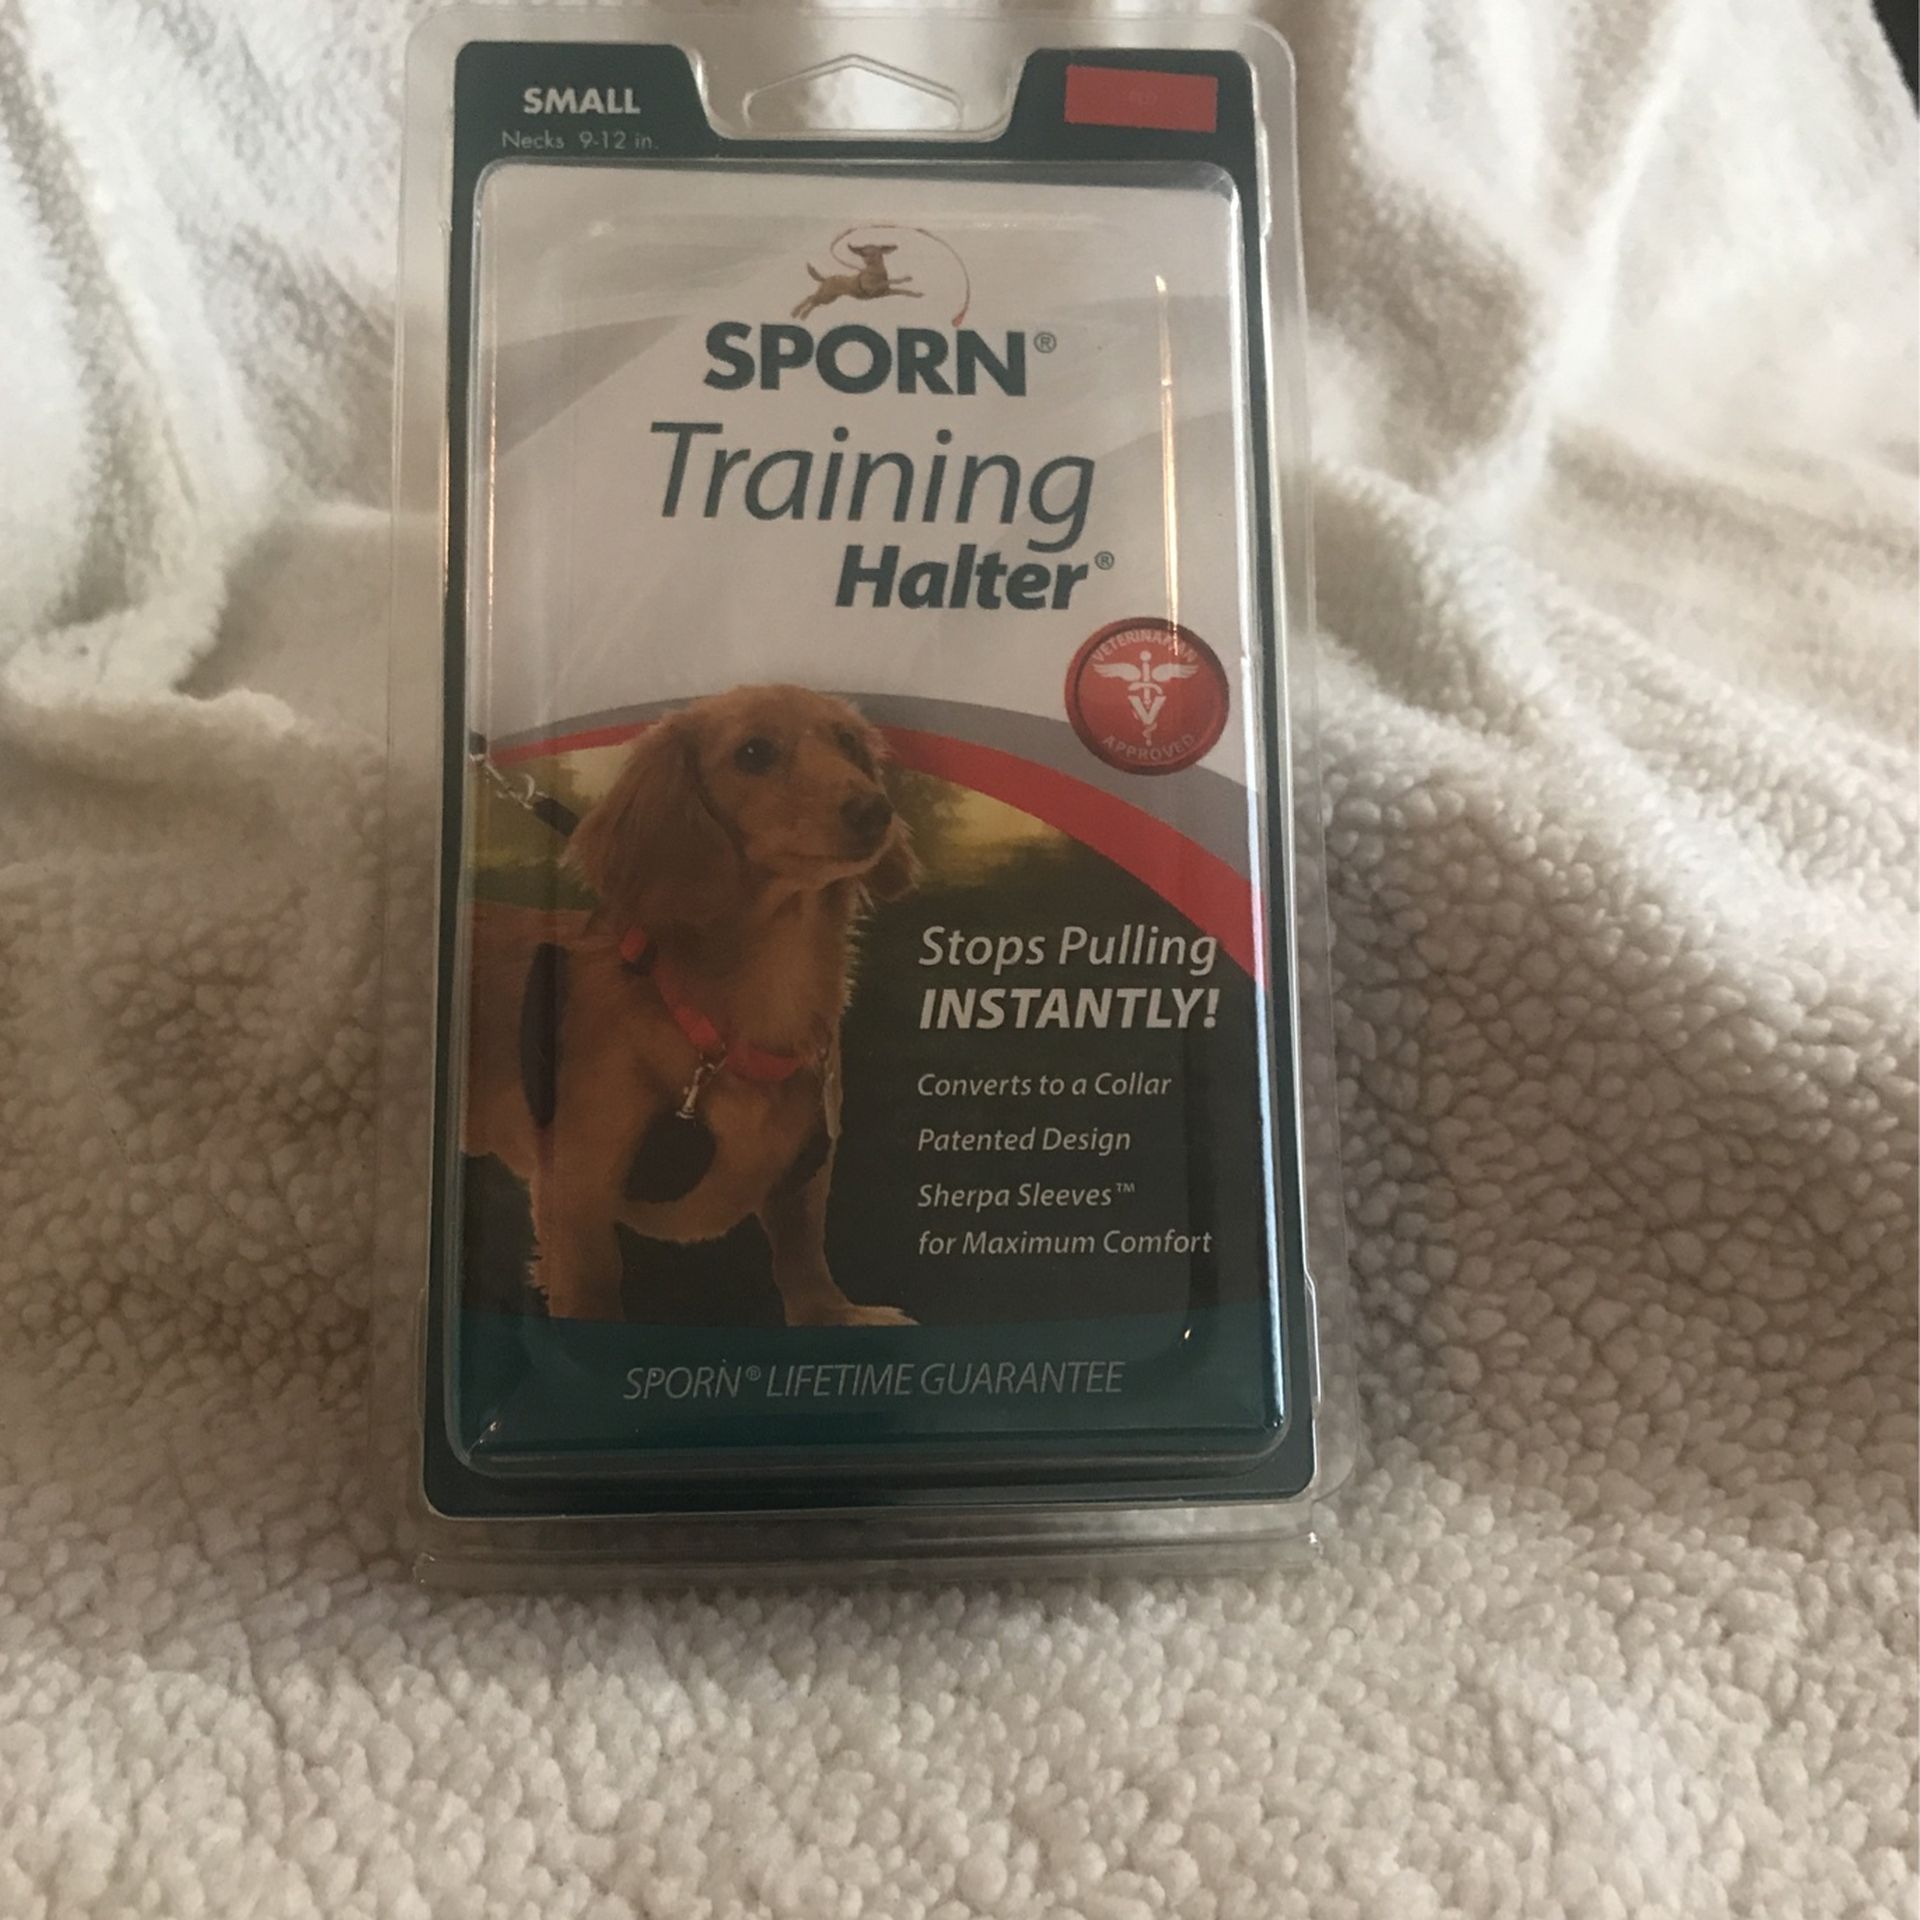 SMALL
Necks 9-12 in.
SPORN®
Training
Halter®
VETERINARIAN
V
APPROVED
Stops Pulling
INSTANTLY!
Converts to a Collar
Patented Design
Sherpa Sleeves™
for Maximum Comfort
SPORN® LIFETIME GUARANTEE